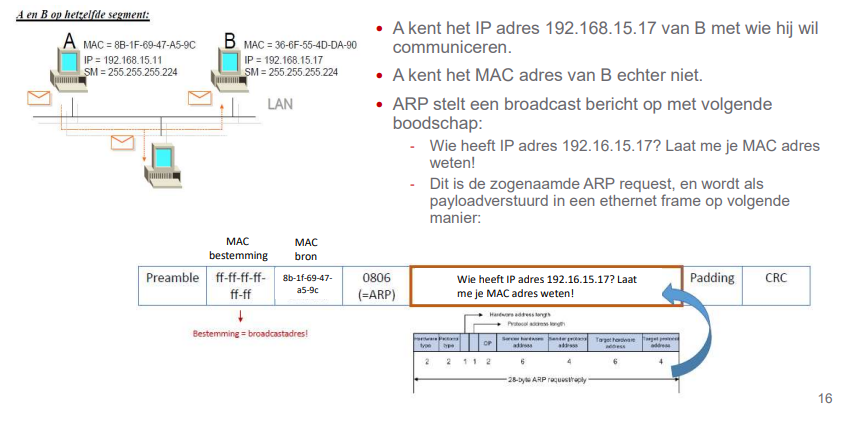 A en B op hetzelfde segment:
A MAC = 8B-1F-69-47-A5-9C
IP = 192.168.15.11
SM = 255.255.255.224
B MAC = 36-6F-55-4D-DA-90
IP = 192.168.15.17
SM = 255.255.255.224
LAN
• A kent het IP adres 192.168.15.17 van B met wie hij wil
communiceren.
• A kent het MAC adres van B echter niet.
• ARP stelt een broadcast bericht op met volgende
boodschap:
- Wie heeft IP adres 192.16.15.17? Laat me je MAC adres
weten!
- Dit is de zogenaamde ARP request, en wordt als
payloadverstuurd in een ethernet frame op volgende
manier:
MAC
bestemming
MAC
bron
Preamble
ff-ff-ff-ff-
ff-ff
8b-1f-69-47-
a5-9c
0806
(=ARP)
Wie heeft IP adres 192.16.15.17? Laat
me je MAC adres weten!
Padding
CRC
Bestemming = broadcastadres!
Hardware address length
Protocol address length
Hardware
type
Protocol
type
OP
Sender hardware
address
Sender protocol
address
Target hardware
address
Target protocol
address
2 2 1 1 2 6 4 6 4
28-byte ARP request/reply
16